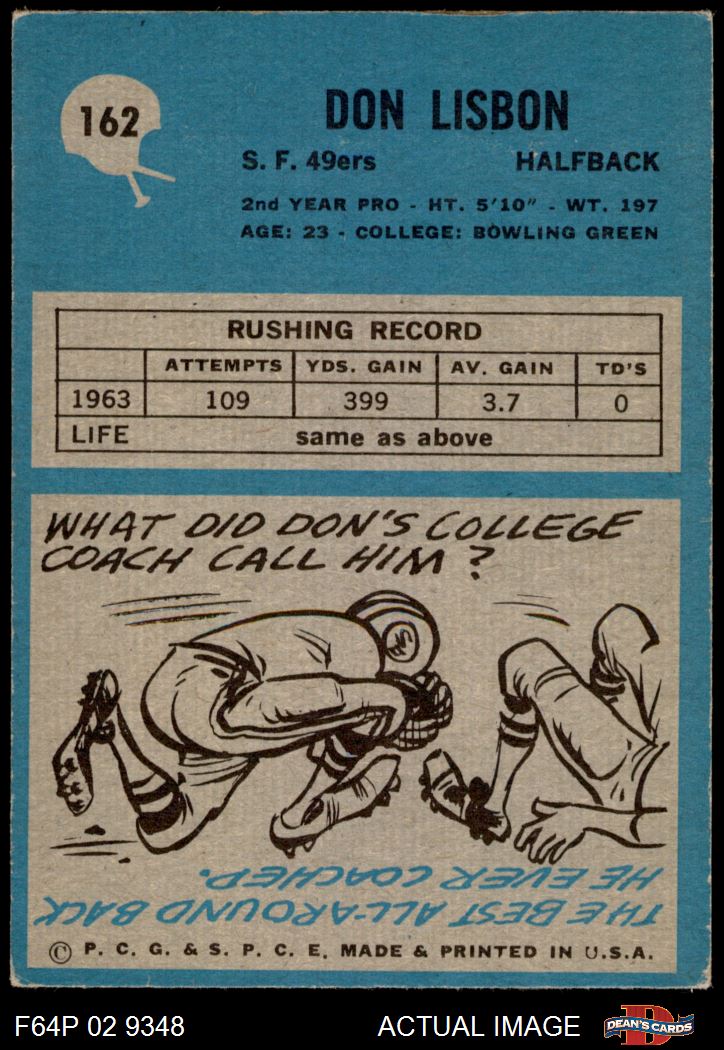 162
DON LISBON
S. F. 49ers HALFBACK
2nd YEAR PRO - HT. 5'10" - WT. 197
AGE: 23 - COLLEGE: BOWLING GREEN
RUSHING RECORD
ATTEMPTS YDS. GAIN AV. GAIN TD'S
1963 109 399 3.7 0
LIFE same as above
WHAT DID DON'S COLLEGE
COACH CALL HIM?
THE BEST ALL-AROUND BACK
HE EVER COACHED.
© P. C. G. & S. P. C. E. MADE & PRINTED IN U.S.A.
F64P 02 9348 ACTUAL IMAGE D DEAN'S CARDS